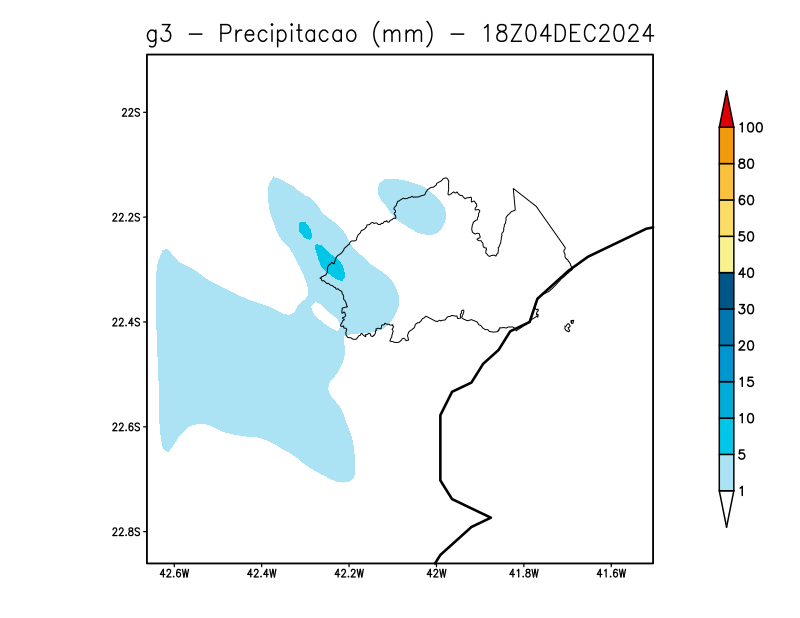 g3 - Precipitacao (mm) - 18Z04DEC2024
22S
22.2S
22.4S
22.6S
22.8S
42.6W
42.4W
42.2W
42W
41.8W
41.6W
100
80
60
50
40
30
20
15
10
5
1